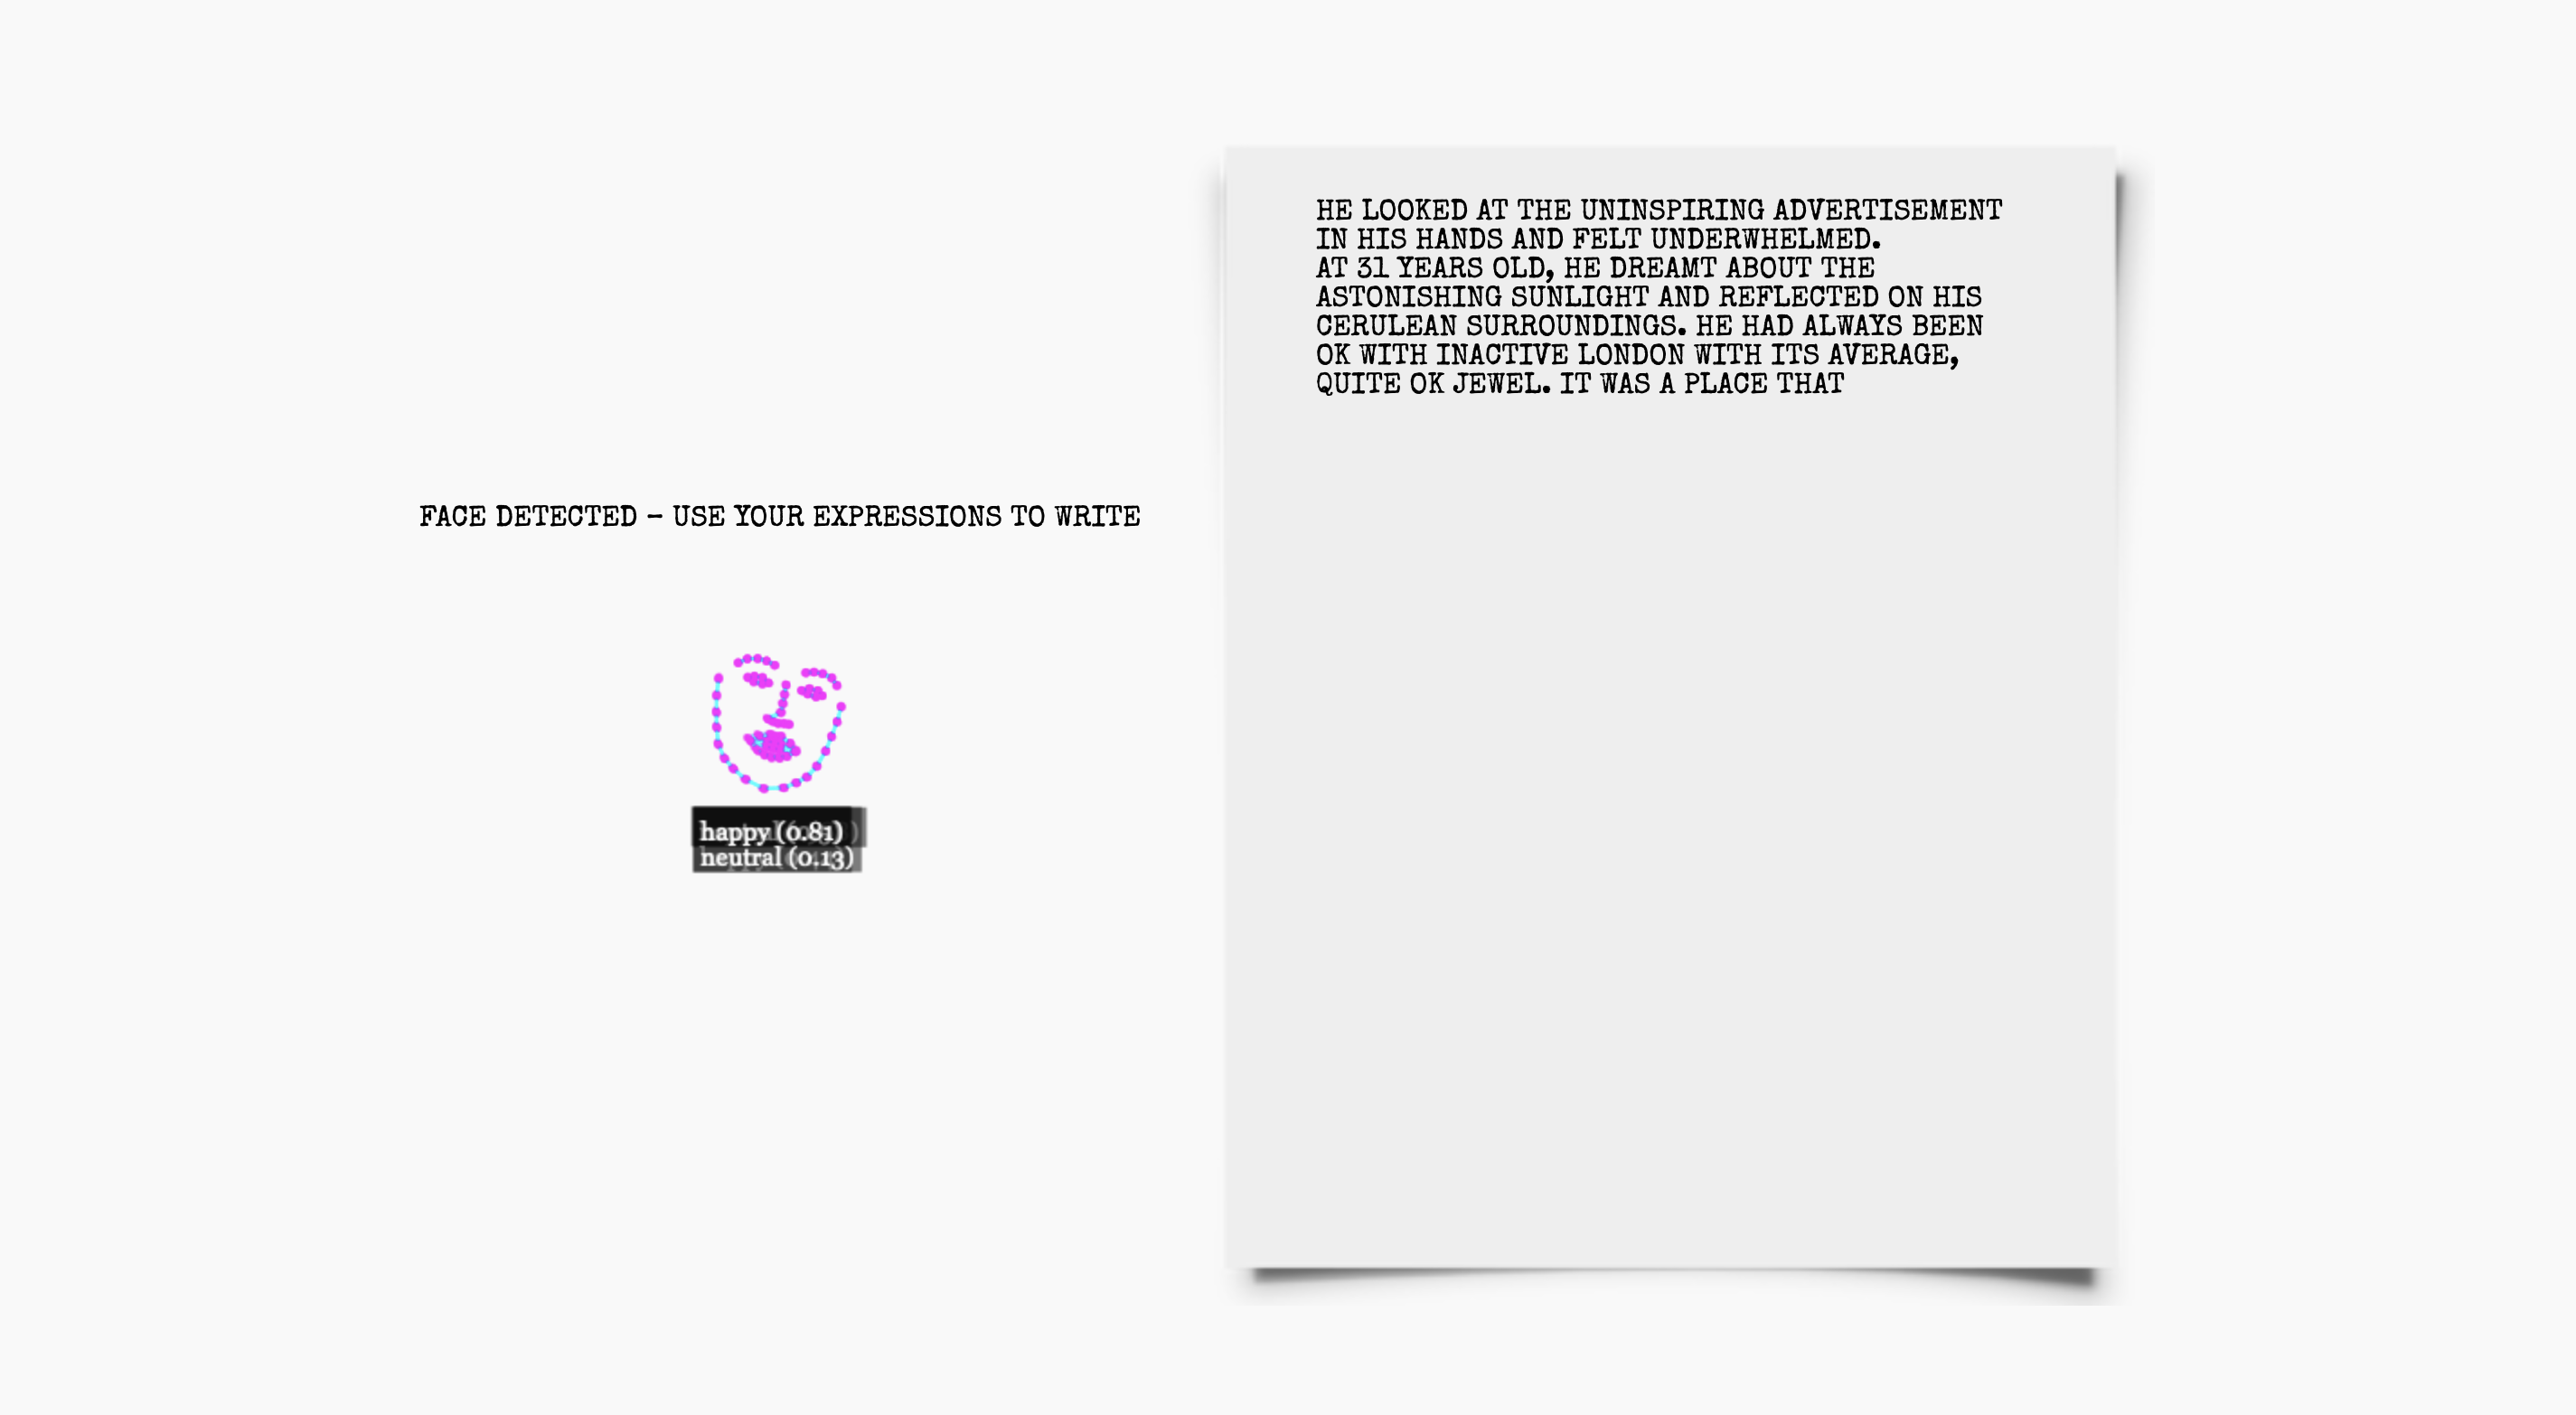 FACE DETECTED – USE YOUR EXPRESSIONS TO WRITE
happy (0.81)
neutral (0.13)
HE LOOKED AT THE UNINSPIRING ADVERTISEMENT
IN HIS HANDS AND FELT UNDERWHELMED.
AT 31 YEARS OLD, HE DREAMT ABOUT THE
ASTONISHING SUNLIGHT AND REFLECTED ON HIS
CERULEAN SURROUNDINGS. HE HAD ALWAYS BEEN
OK WITH INACTIVE LONDON WITH ITS AVERAGE,
QUITE OK JEWEL. IT WAS A PLACE THAT